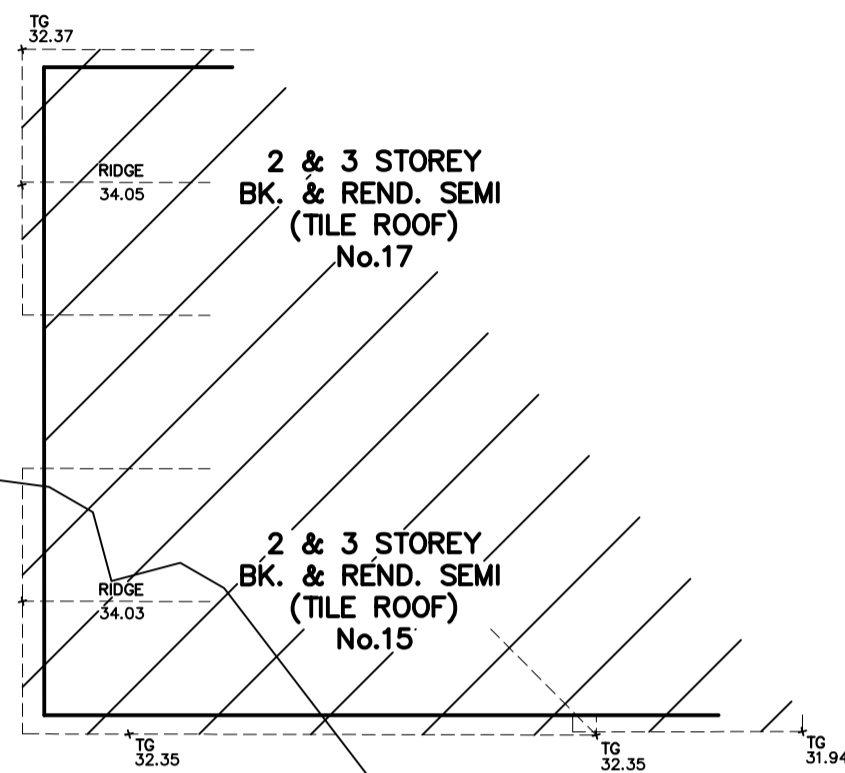 TG
32.37
RIDGE
34.05
2 & 3 STOREY
BK. & REND. SEMI
(TILE ROOF)
No.17
2 & 3 STOREY
BK. & REND. SEMI
(TILE ROOF)
No.15
RIDGE
34.03
TG
32.35
TG
32.35
TG
31.94